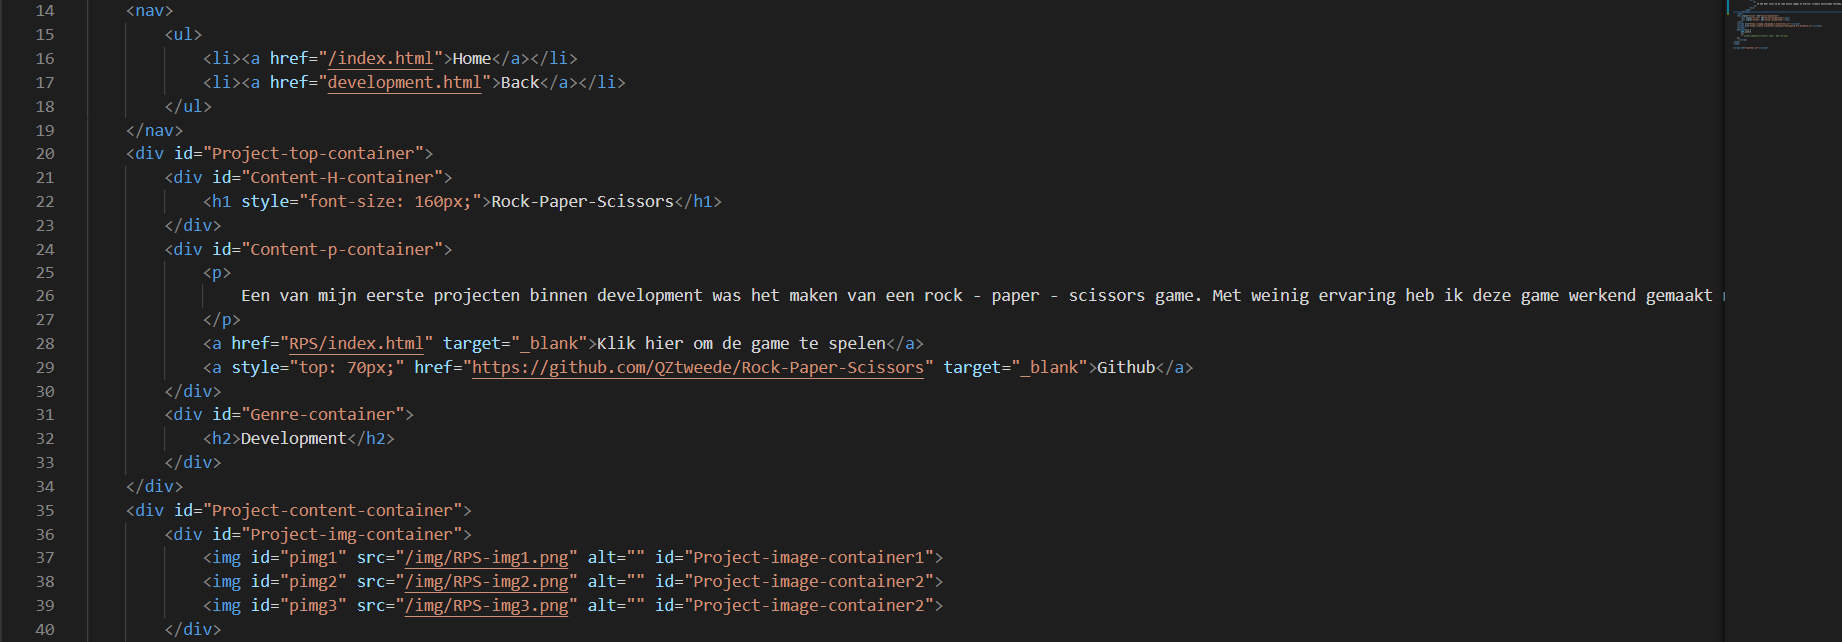 14 <nav>
15 <ul>
16 <li><a href="/index.html">Home</a></li>
17 <li><a href="development.html">Back</a></li>
18 </ul>
19 </nav>
20 <div id="Project-top-container">
21 <div id="Content-H-container">
22 <h1 style="font-size: 160px;">Rock-Paper-Scissors</h1>
23 </div>
24 <div id="Content-p-container">
25 <p>
26 Een van mijn eerste projecten binnen development was het maken van een rock - paper - scissors game. Met weinig ervaring heb ik deze game werkend gemaakt
27 </p>
28 <a href="RPS/index.html" target="_blank">Klik hier om de game te spelen</a>
29 <a style="top: 70px;" href="https://github.com/QZtweede/Rock-Paper-Scissors" target="_blank">Github</a>
30 </div>
31 <div id="Genre-container">
32 <h2>Development</h2>
33 </div>
34 </div>
35 <div id="Project-content-container">
36 <div id="Project-img-container">
37 <img id="pimg1" src="/img/RPS-img1.png" alt="" id="Project-image-container1">
38 <img id="pimg2" src="/img/RPS-img2.png" alt="" id="Project-image-container2">
39 <img id="pimg3" src="/img/RPS-img3.png" alt="" id="Project-image-container2">
40 </div>